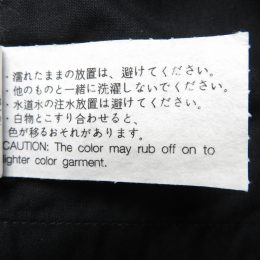 ・濡れたままの放置は、避けてください。
・他のものと一緒に洗濯しないでください。
・水道水の注水放置は避けてください。
・白物とこすり合わせると、
色が移るおそれがあります。
CAUTION: The color may rub off on to
lighter color garment.